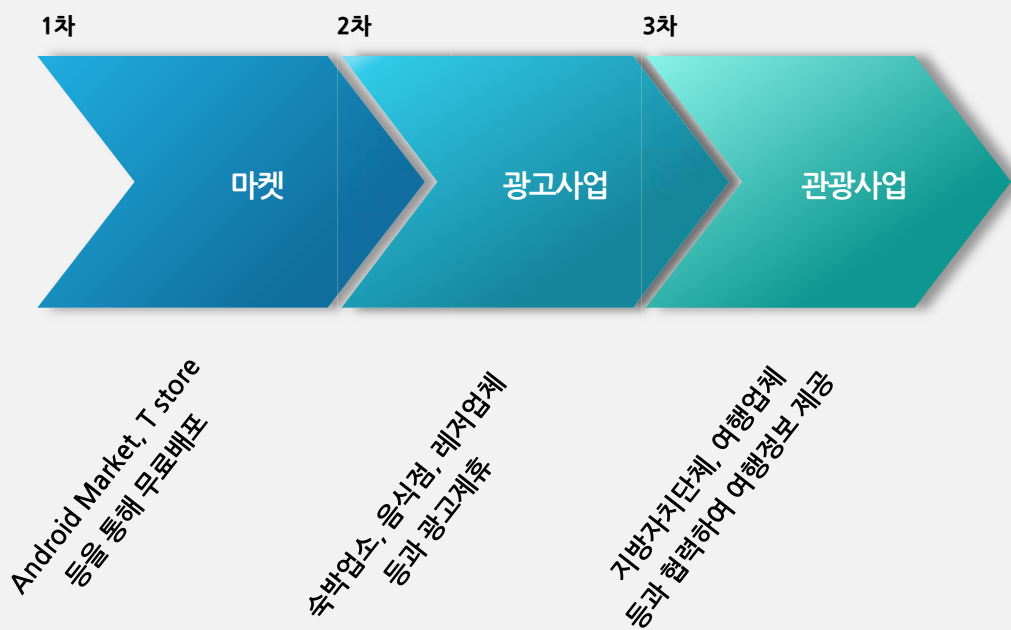 1차
2차
3차
마켓
광고사업
관광사업
Android Market, T store
등을 통해 무료배포
숙박업소, 음식점, 레저업체
등과 광고제휴
지방자치단체, 여행업체
등과 협력하여 여행정보 제공